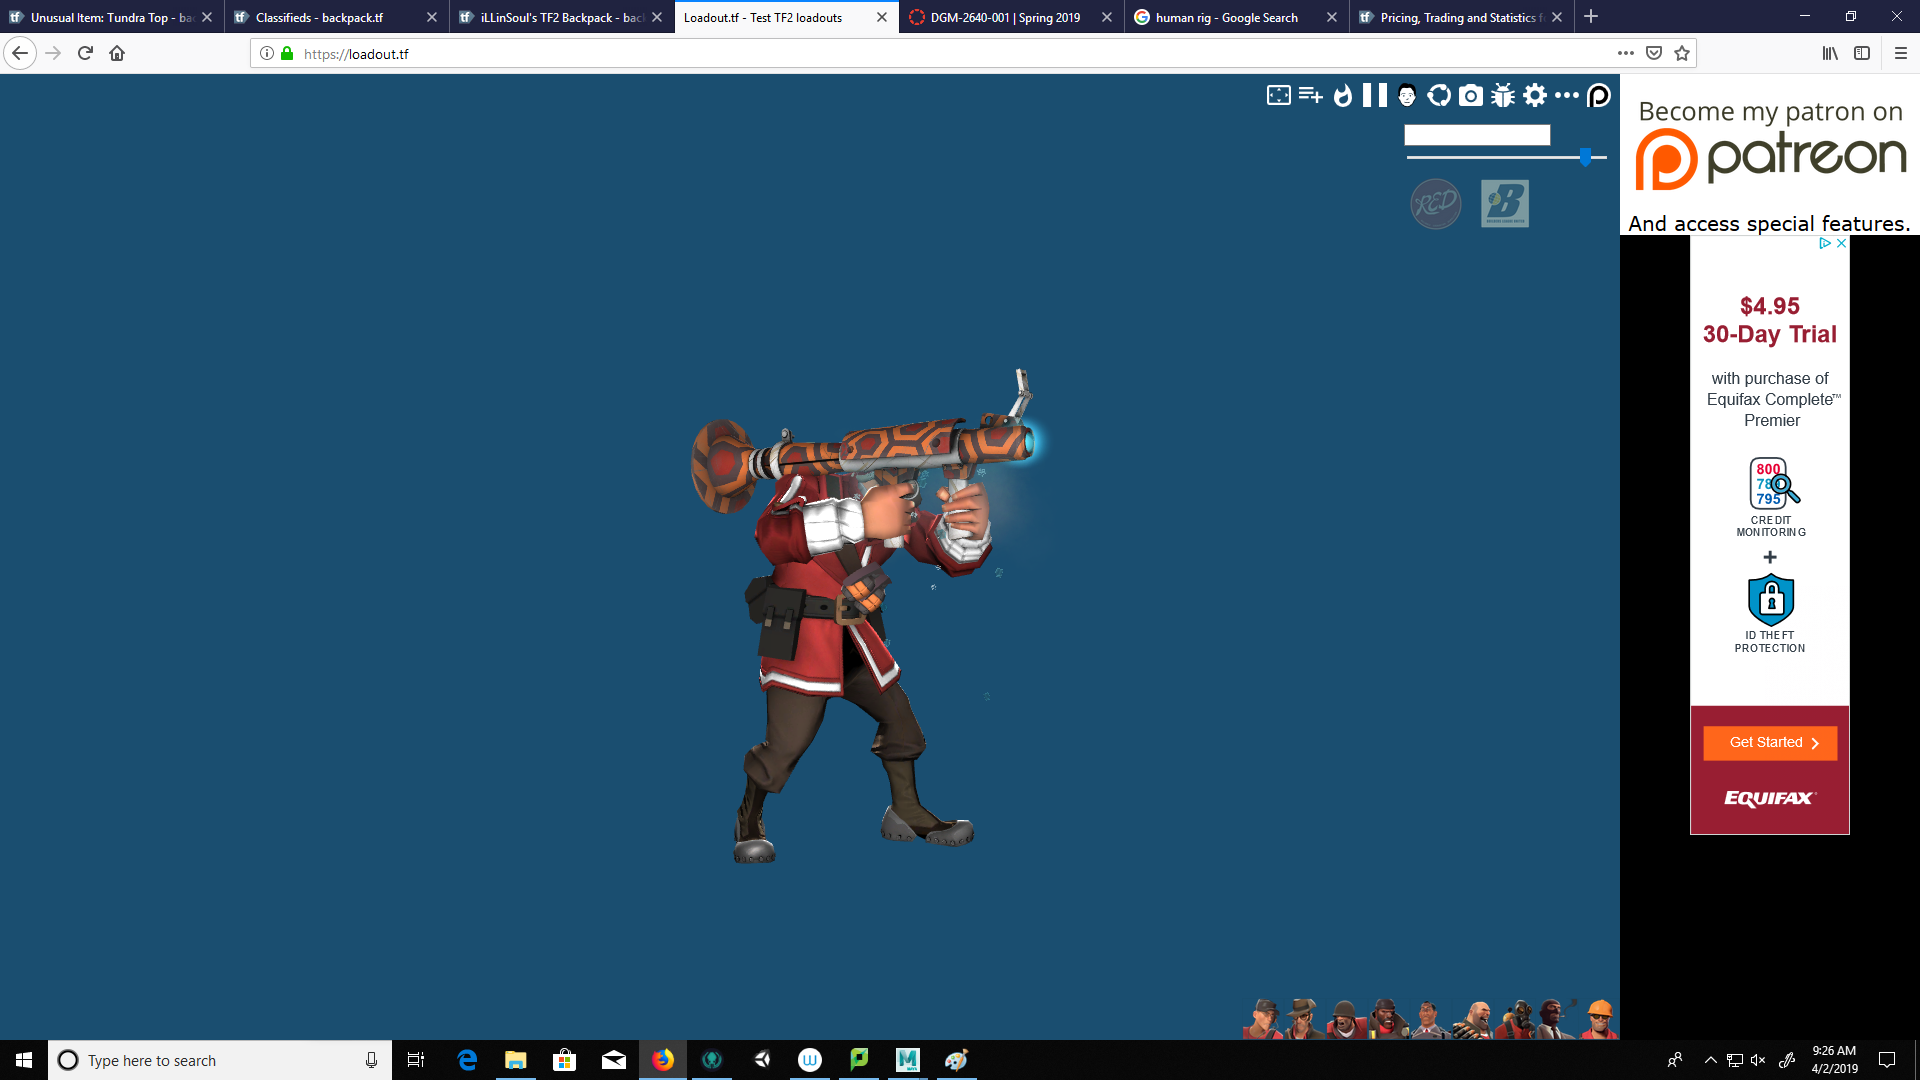 Unusual Item: Tundra Top - bac
Classifieds - backpack.tf
iLLinSoul's TF2 Backpack - back
Loadout.tf - Test TF2 loadouts
DGM-2640-001 | Spring 2019
human rig - Google Search
Pricing, Trading and Statistics f
https://loadout.tf
Become my patron on
patreon
And access special features.
RED
B
$4.95
30-Day Trial
with purchase of
Equifax Complete™
Premier
800
78
795
CREDIT
MONITORING
+
ID THEFT
PROTECTION
Get Started
EQUIFAX
Type here to search
9:26 AM
4/2/2019